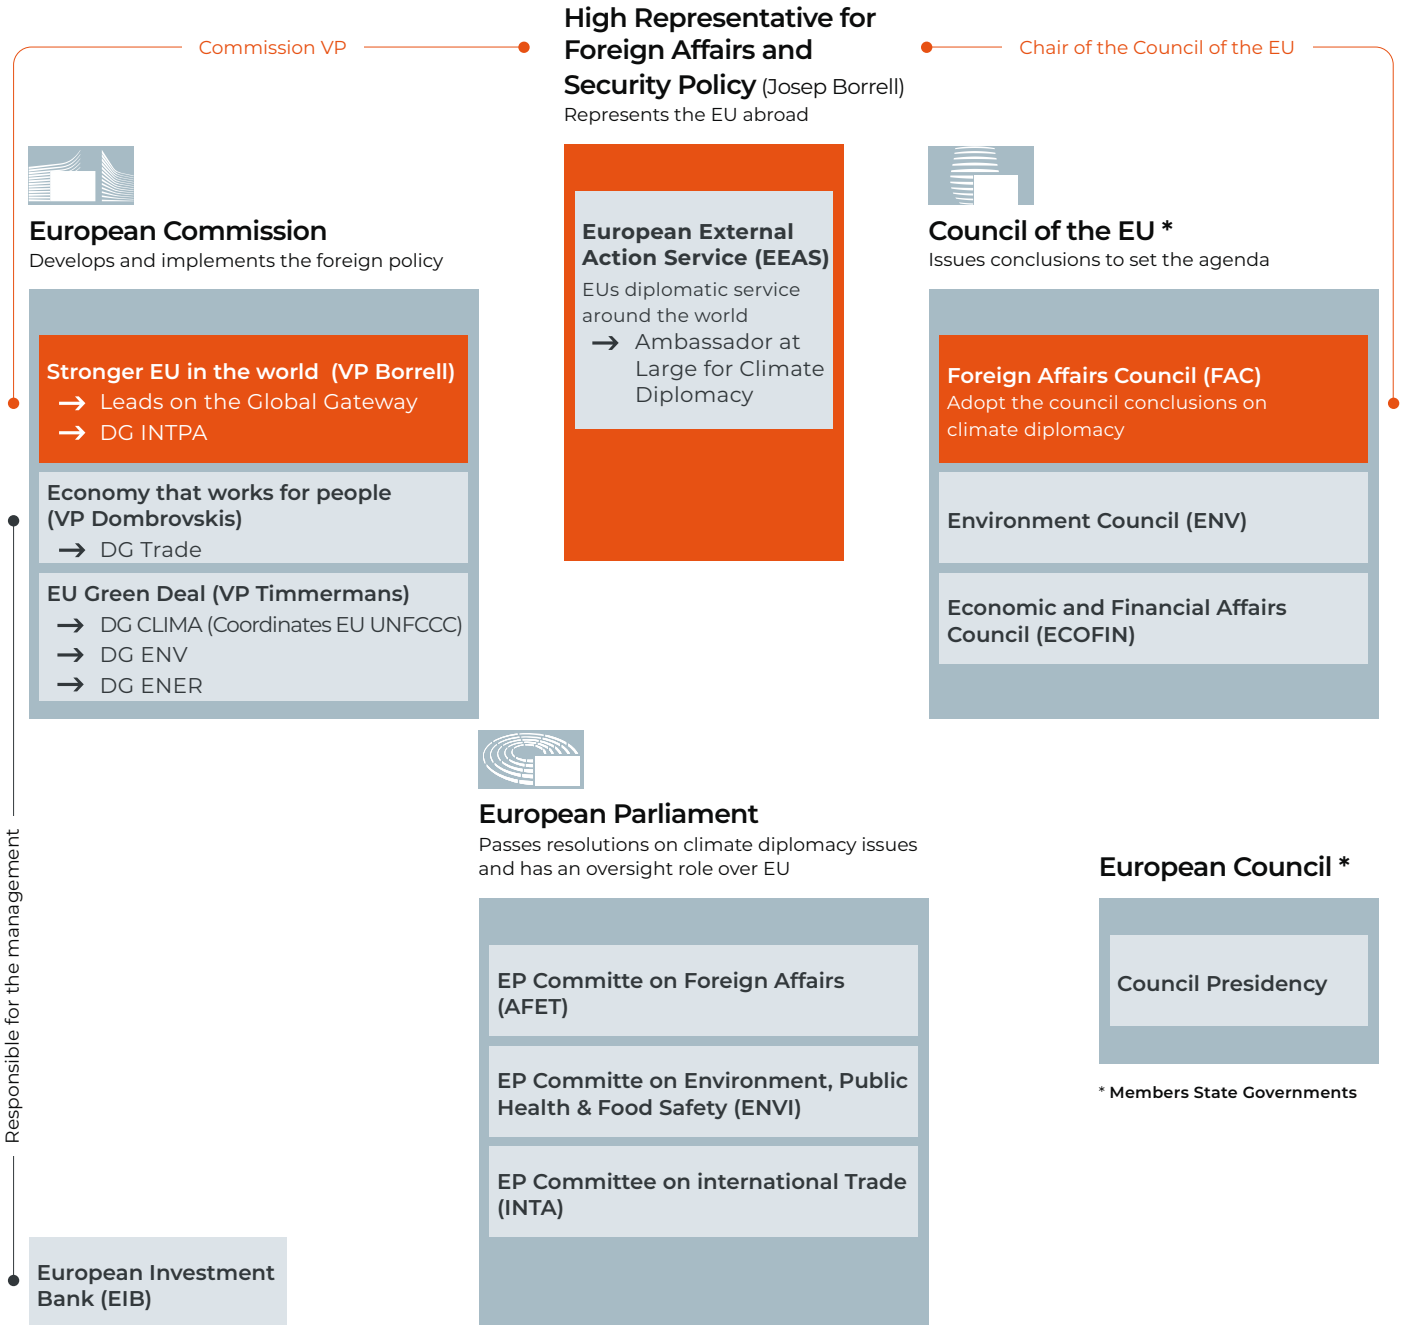 High Representative for
Foreign Affairs and
Security Policy (Josep Borrell)
Represents the EU abroad
Commission VP
Chair of the Council of the EU
European Commission
Develops and implements the foreign policy
Stronger EU in the world (VP Borrell)
→ Leads on the Global Gateway
→ DG INTPA
Economy that works for people
(VP Dombrovskis)
→ DG Trade
EU Green Deal (VP Timmermans)
→ DG CLIMA (Coordinates EU UNFCCC)
→ DG ENV
→ DG ENER
European External
Action Service (EEAS)
EUs diplomatic service
around the world
→ Ambassador at
Large for Climate
Diplomacy
Council of the EU *
Issues conclusions to set the agenda
Foreign Affairs Council (FAC)
Adopt the council conclusions on
climate diplomacy
Environment Council (ENV)
Economic and Financial Affairs
Council (ECOFIN)
European Parliament
Passes resolutions on climate diplomacy issues
and has an oversight role over EU
EP Committe on Foreign Affairs
(AFET)
EP Committe on Environment, Public
Health & Food Safety (ENVI)
EP Committee on international Trade
(INTA)
European Council *
Council Presidency
* Members State Governments
Responsible for the management
European Investment
Bank (EIB)